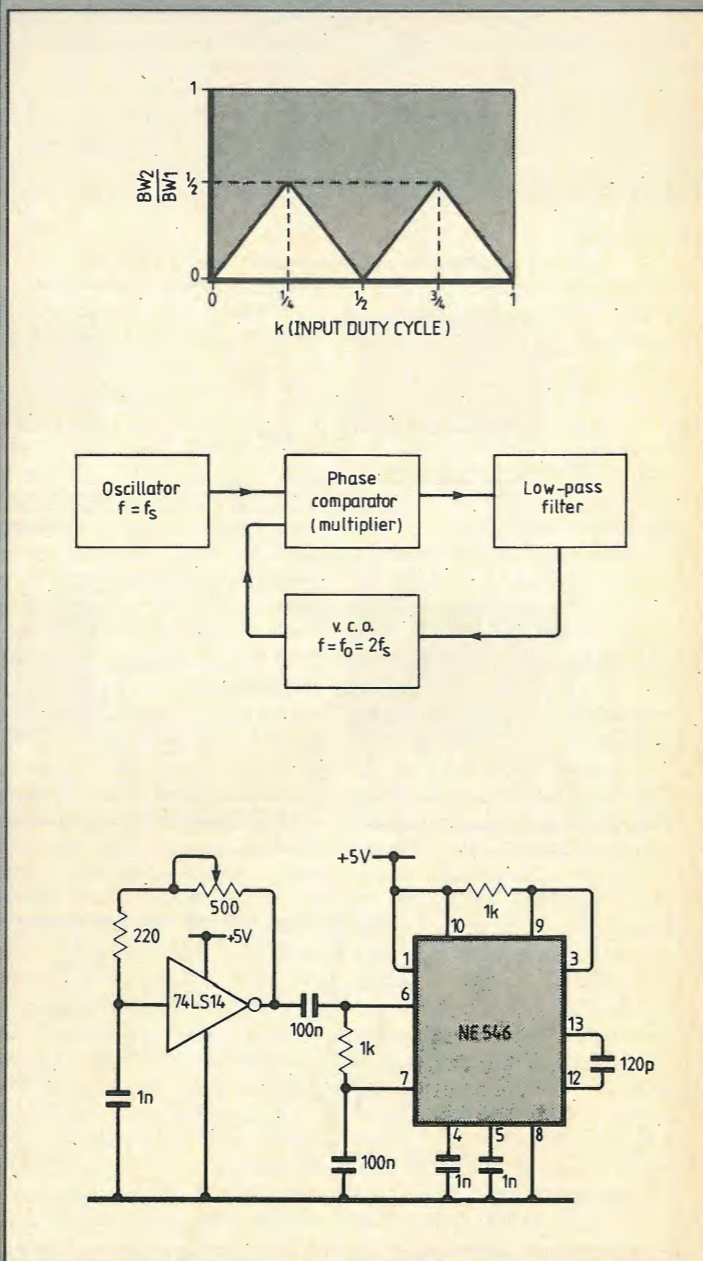 1
BW2
BW1
½
0
0
¼
½
¾
1
k (INPUT DUTY CYCLE)
Oscillator
f = fs
Phase
comparator
(multiplier)
Low-pass
filter
v. c. o.
f = fo = 2fs
+5V
500
1k
220
+5V
10
9
1
3
74LS14
6
100n
NE 546
13
1k
120p
7
12
1n
4
5
8
100n
1n
1n